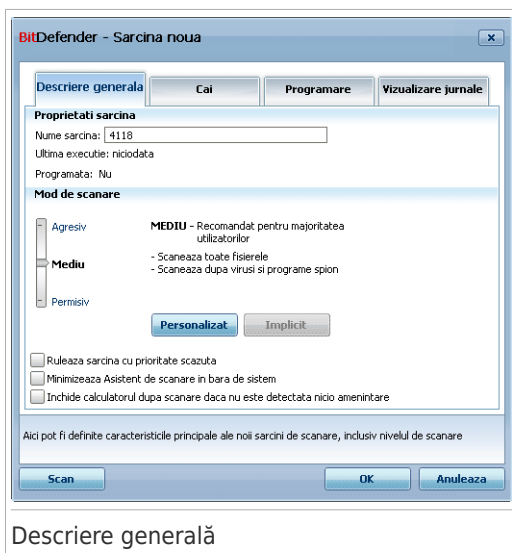 BitDefender - Sarcina noua
Descriere generala
Cai
Programare
Vizualizare jurnale
Proprietati sarcina
Nume sarcina: 4118
Ultima executie: niciodata
Programata: Nu
Mod de scanare
Agresiv
Mediu
Permisiv
MEDIU - Recomandat pentru majoritatea
utilizatorilor
- Scaneaza toate fisierele
- Scaneaza dupa virusi si programe spion
Personalizat
Implicit
Ruleaza sarcina cu prioritate scazuta
Minimizeaza Asistent de scanare in bara de sistem
Inchide calculatorul dupa scanare daca nu este detectata nicio amenintare
Aici pot fi definite caracteristicile principale ale noii sarcini de scanare, inclusiv nivelul de scanare
Scan
OK
Anuleaza
Descriere generală